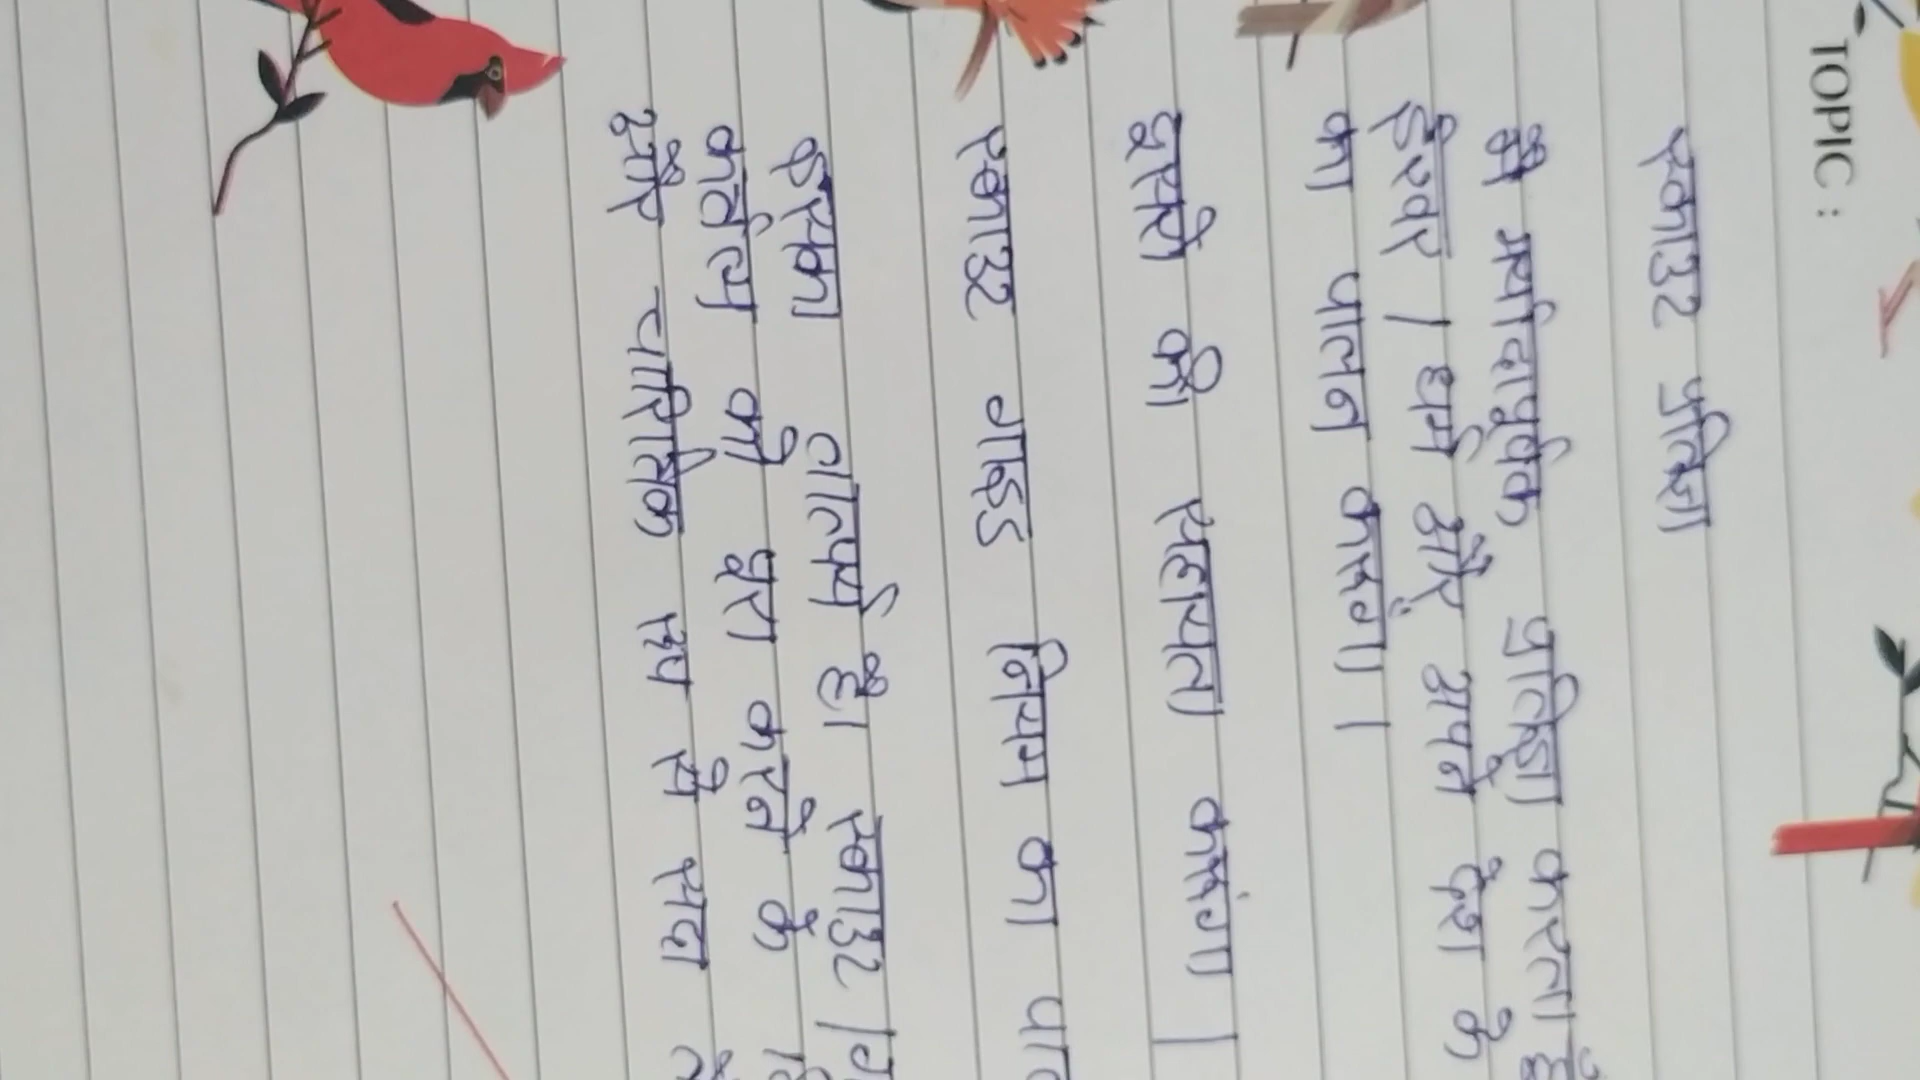 TOPIC :
स्काउट प्रतिज्ञा
मैं मर्यादापुर्वक प्रतिज्ञा करता हूँ
ईश्वर / धर्म और अपने देश के
का पालन करूंगा ।
दूसरो की सहायता करूंगा |
स्काउट गाइड नियम का
इसका तात्पर्य है। स्काउट /
कर्तव्य को पूरा करने के
और चारित्रिक रूप से सदा